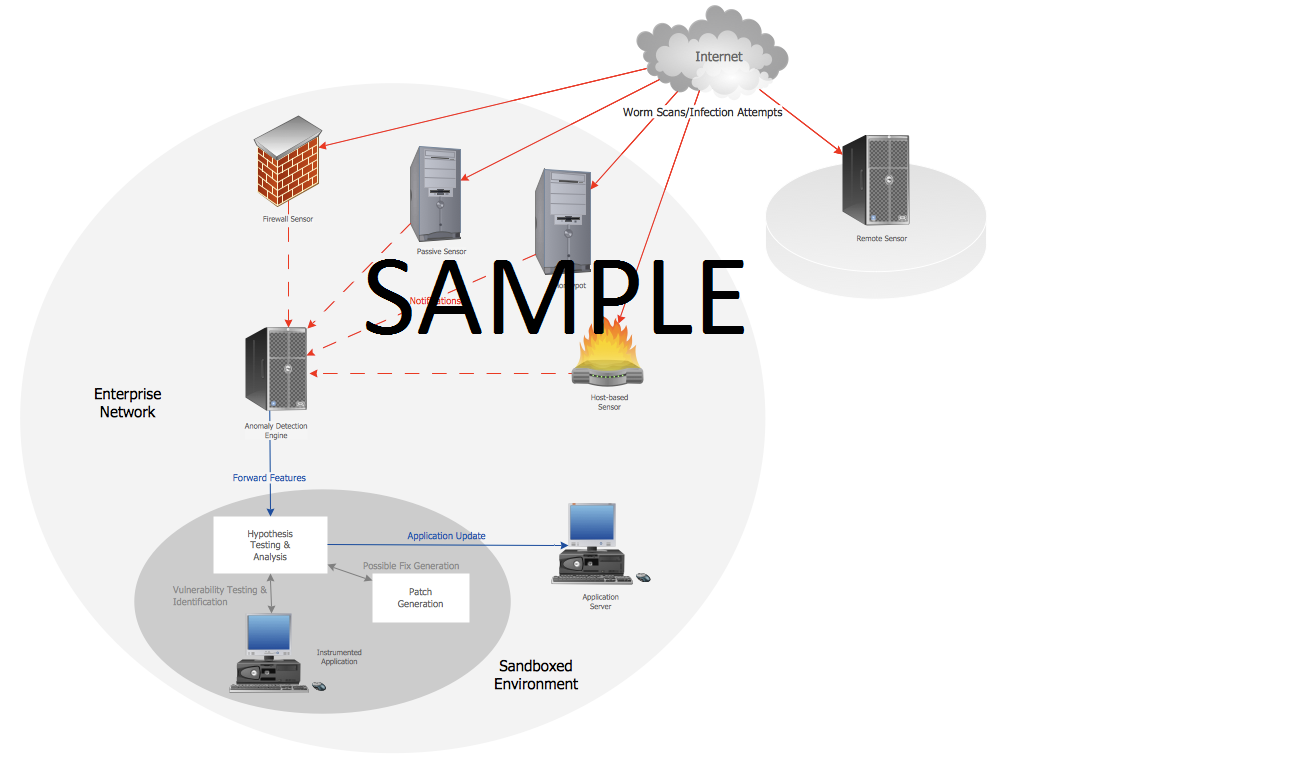 Internet
Worm Scans/Infection Attempts
Firewall Sensor
Passive Sensor
Remote Sensor
SAMPLE
Notifications
Host-based
Sensor
Enterprise
Network
Anomaly Detection
Engine
Forward Features
Hypothesis
Testing &
Analysis
Application Update
Possible Fix Generation
Vulnerability Testing &
Identification
Patch
Generation
Application
Server
Instrumented
Application
Sandboxed
Environment